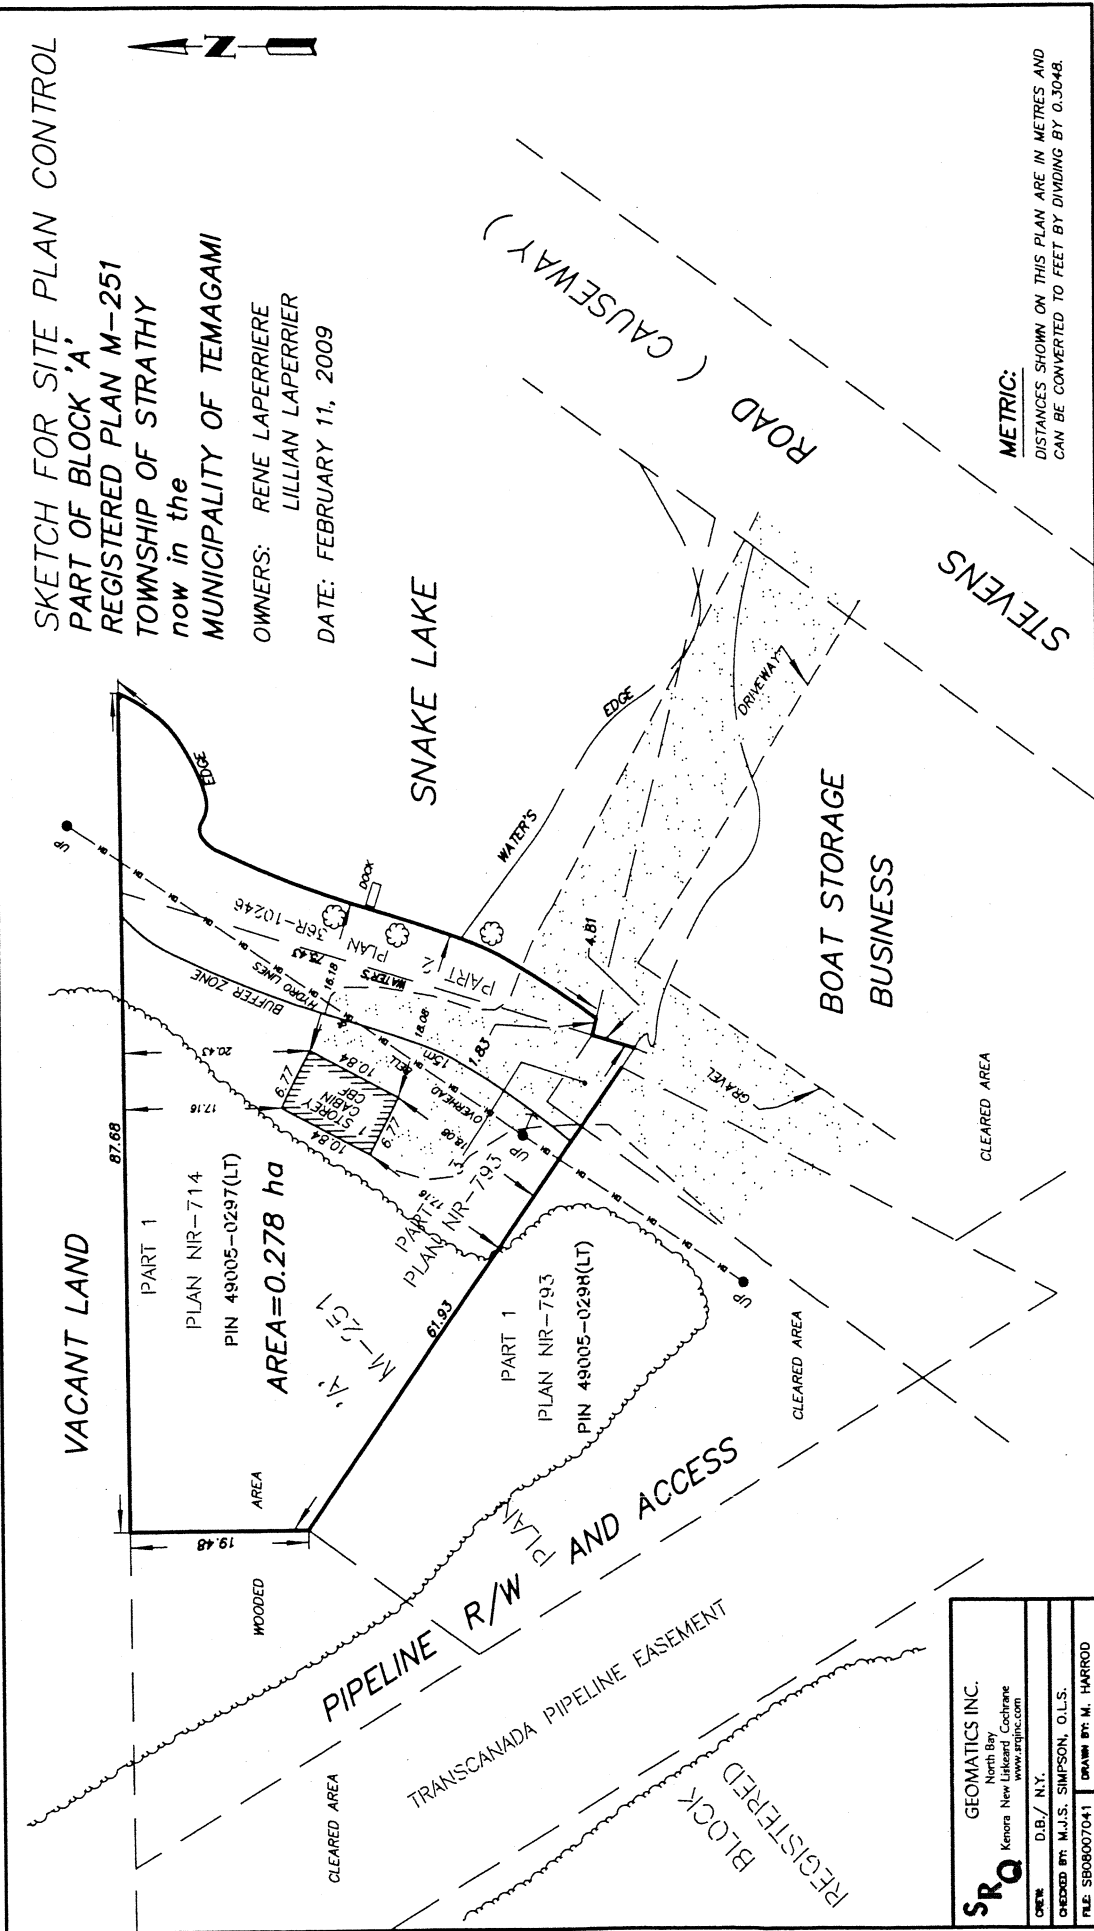 SKETCH FOR SITE PLAN CONTROL
PART OF BLOCK 'A'
REGISTERED PLAN M-251
TOWNSHIP OF STRATHY
now in the
MUNICIPALITY OF TEMAGAMI
OWNERS: RENE LAPERRIERE
LILLIAN LAPERRIER
DATE: FEBRUARY 11, 2009
N
VACANT LAND
87.68
PART 1
PLAN NR-714
PIN 49005-0297(LT)
AREA=0.278 ha
'A'
M-251
19.48
WOODED
AREA
61.93
17.16
20.43
6.77
10.84
1
STOREY
CABIN
CBF
10.84
6.77
17.16
18.08
18.18
18.08
15m
BUFFER ZONE
HYDRO LINES
BELL
OVERHEAD
UP
UP
UP
75.43
WATER'S
EDGE
PLAN 36R-10246
PART 2
DOCK
1.83
4.81
PART 2
PLAN NR-793
PART 1
PLAN NR-793
PIN 49005-0298(LT)
SNAKE LAKE
WATER'S
EDGE
DRIVEWAY
GRAVEL
BOAT STORAGE
BUSINESS
STEVENS
ROAD
( CAUSEWAY )
CLEARED AREA
CLEARED AREA
CLEARED AREA
PIPELINE R/W AND ACCESS
PLAN
TRANSCANADA PIPELINE EASEMENT
BLOCK
REGISTERED
METRIC:
DISTANCES SHOWN ON THIS PLAN ARE IN METRES AND
CAN BE CONVERTED TO FEET BY DIVIDING BY 0.3048.
SRQ GEOMATICS INC.
North Bay
Kenora New Liskeard Cochrane
www.srqinc.com
CREW: D.B./ N.Y.
CHECKED BY: M.J.S. SIMPSON, O.L.S.
FILE: SB08007041 DRAWN BY: M. HARROD